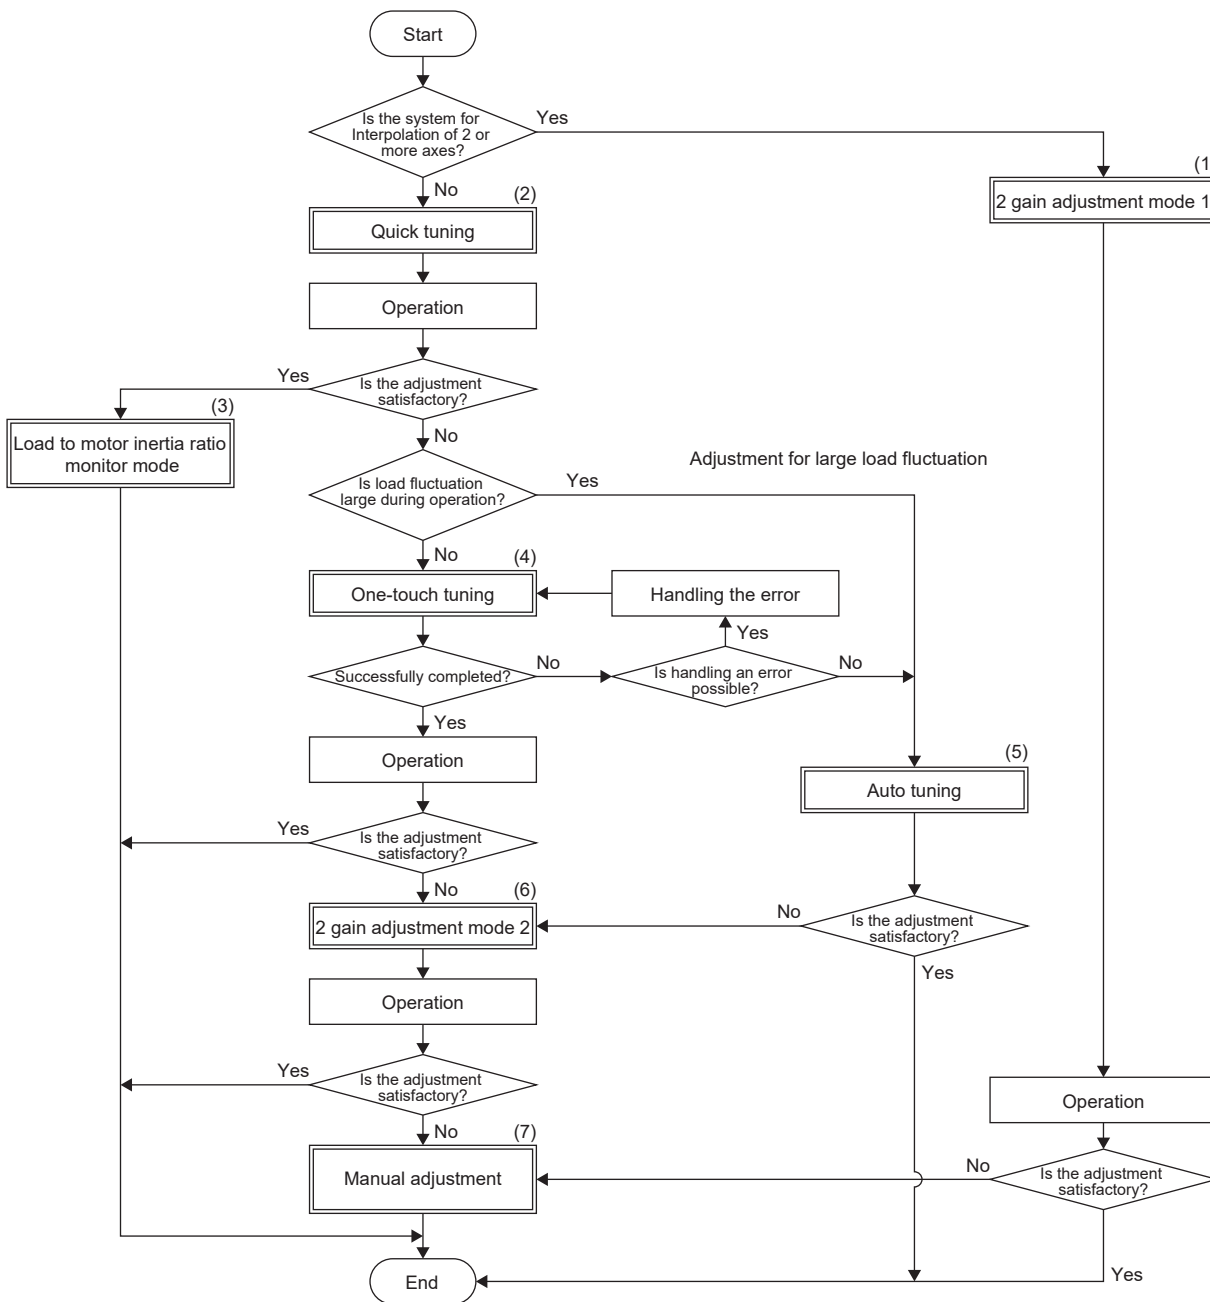 Start
Is the system for
Interpolation of 2 or
more axes?
Yes
No
(1
2 gain adjustment mode 1
(2)
Quick tuning
Operation
Is the adjustment
satisfactory?
Yes
No
(3)
Load to motor inertia ratio
monitor mode
Adjustment for large load fluctuation
Is load fluctuation
large during operation?
Yes
No
(4)
One-touch tuning
Handling the error
Yes
Successfully completed?
No
Is handling an error
possible?
No
Yes
Operation
(5)
Auto tuning
Is the adjustment
satisfactory?
Yes
No
(6)
2 gain adjustment mode 2
No
Is the adjustment
satisfactory?
Yes
Operation
Is the adjustment
satisfactory?
Yes
No
(7)
Manual adjustment
Operation
No
Is the adjustment
satisfactory?
Yes
End